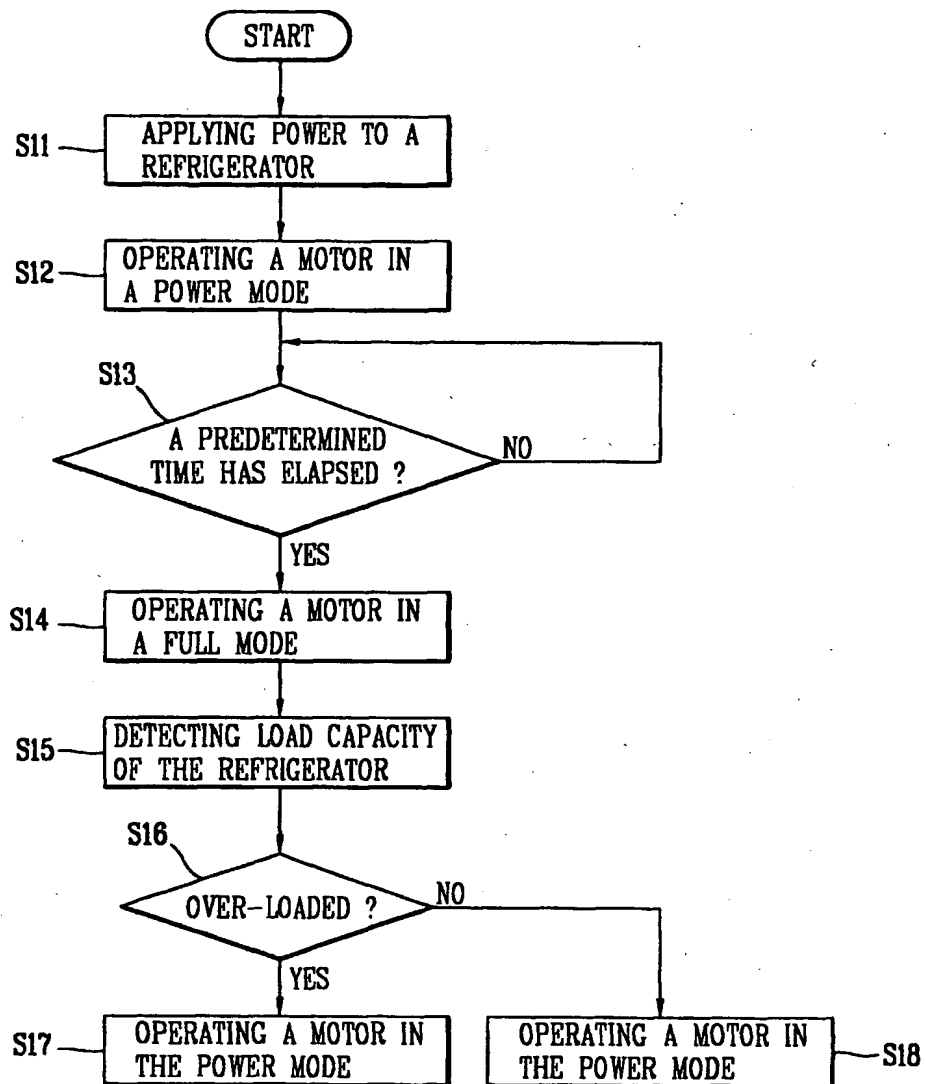 START
S11
APPLYING POWER TO A
REFRIGERATOR
S12
OPERATING A MOTOR IN
A POWER MODE
S13
A PREDETERMINED
TIME HAS ELAPSED ?
NO
YES
S14
OPERATING A MOTOR IN
A FULL MODE
S15
DETECTING LOAD CAPACITY
OF THE REFRIGERATOR
S16
OVER-LOADED ?
NO
YES
S17
OPERATING A MOTOR IN
THE POWER MODE
OPERATING A MOTOR IN
THE POWER MODE
S18